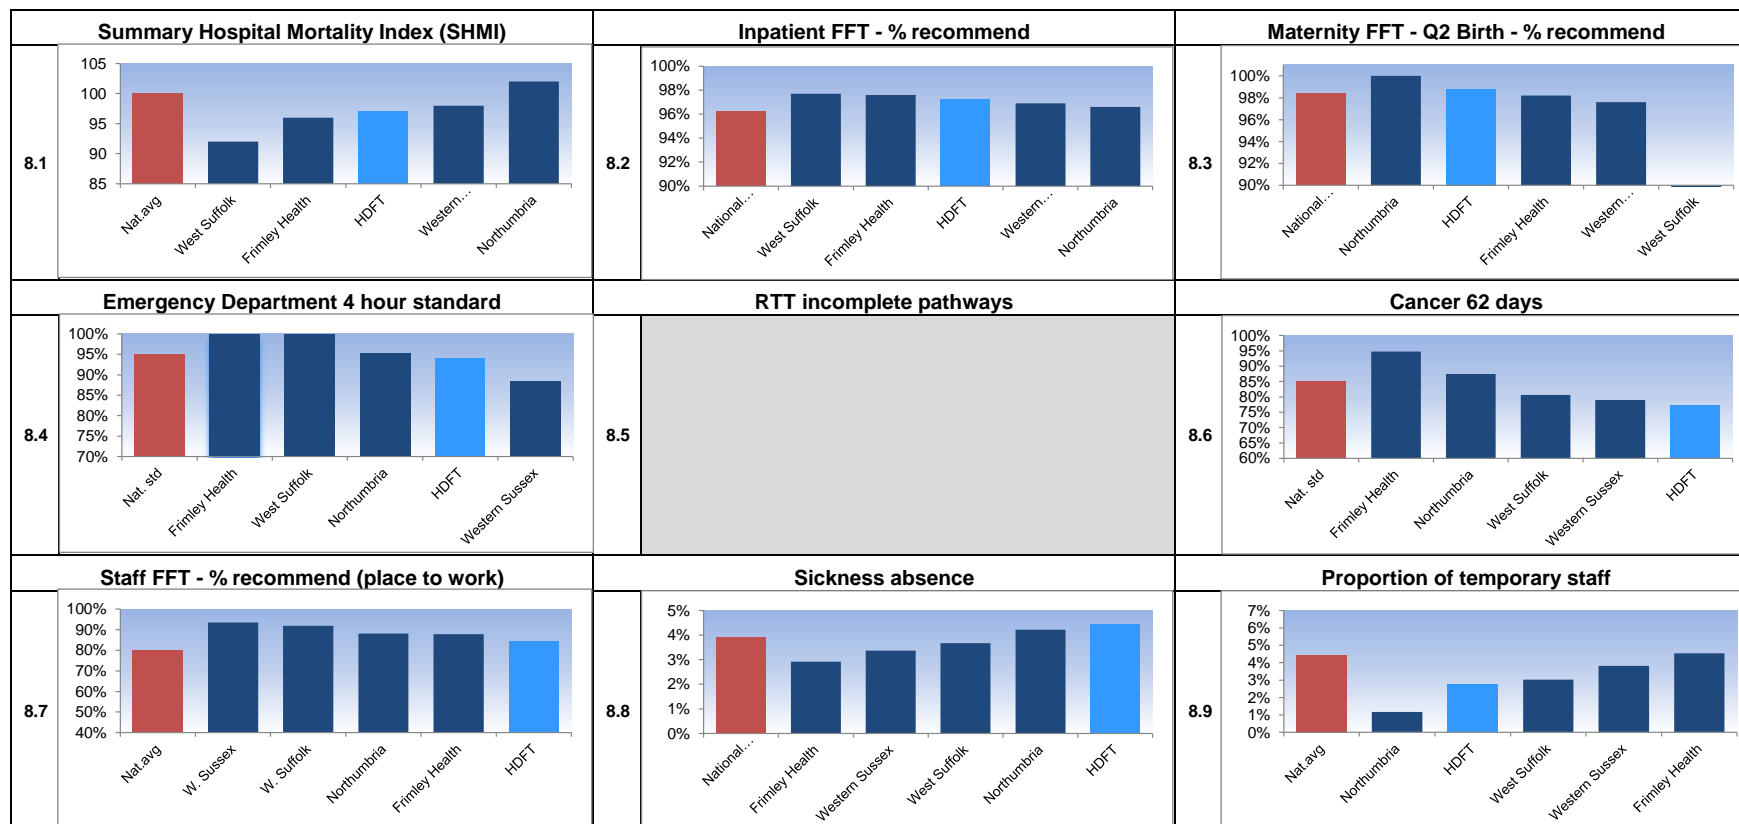 Summary Hospital Mortality Index (SHMI)
8.1
105
100
95
90
85
Nat.avg
West Suffolk
Frimley Health
HDFT
Western...
Northumbria
Inpatient FFT - % recommend
8.2
100%
98%
96%
94%
92%
90%
National...
West Suffolk
Frimley Health
HDFT
Western...
Northumbria
Maternity FFT - Q2 Birth - % recommend
8.3
100%
98%
96%
94%
92%
90%
National...
Northumbria
HDFT
Frimley Health
Western...
West Suffolk
Emergency Department 4 hour standard
8.4
100%
95%
90%
85%
80%
75%
70%
Nat. std
Frimley Health
West Suffolk
Northumbria
HDFT
Western Sussex
RTT incomplete pathways
8.5
Cancer 62 days
8.6
100%
95%
90%
85%
80%
75%
70%
65%
60%
Nat. std
Frimley Health
Northumbria
West Suffolk
Western Sussex
HDFT
Staff FFT - % recommend (place to work)
8.7
100%
90%
80%
70%
60%
50%
40%
Nat.avg
W. Sussex
W. Suffolk
Northumbria
Frimley Health
HDFT
Sickness absence
8.8
5%
4%
3%
2%
1%
0%
National...
Frimley Health
Western Sussex
West Suffolk
Northumbria
HDFT
Proportion of temporary staff
8.9
7%
6%
5%
4%
3%
2%
1%
0%
Nat.avg
Northumbria
HDFT
West Suffolk
Western Sussex
Frimley Health